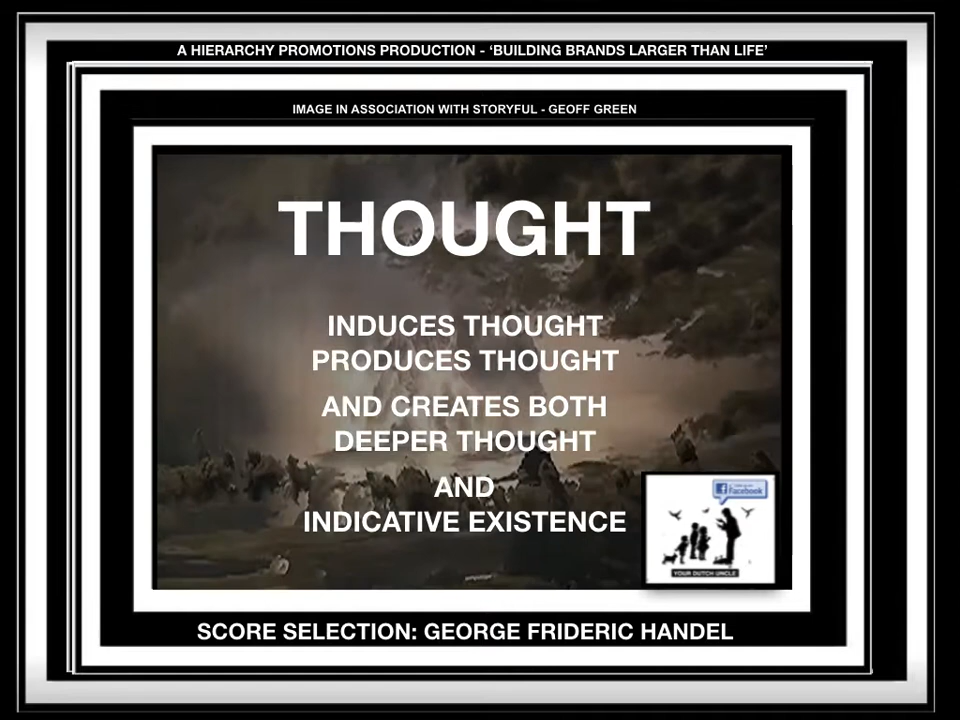 A HIERARCHY PROMOTIONS PRODUCTION - ‘BUILDING BRANDS LARGER THAN LIFE’
IMAGE IN ASSOCIATION WITH STORYFUL - GEOFF GREEN
THOUGHT
INDUCES THOUGHT
PRODUCES THOUGHT
AND CREATES BOTH
DEEPER THOUGHT
AND
INDICATIVE EXISTENCE
Facebook
YOUR DUTCH UNCLE
SCORE SELECTION: GEORGE FRIDERIC HANDEL